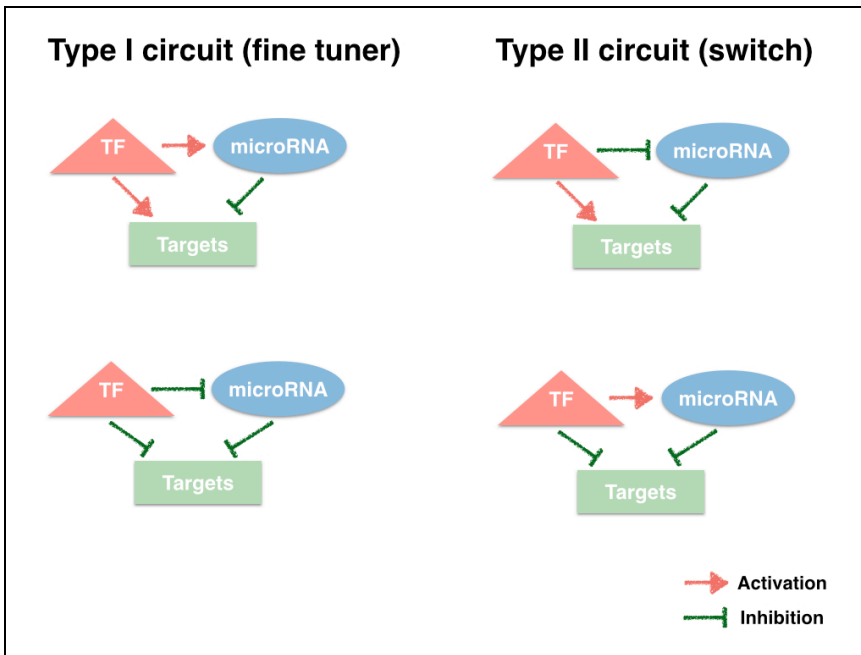 Type I circuit (fine tuner)
Type II circuit (switch)
TF
microRNA
Targets
TF
microRNA
Targets
TF
microRNA
Targets
TF
microRNA
Targets
Activation
Inhibition